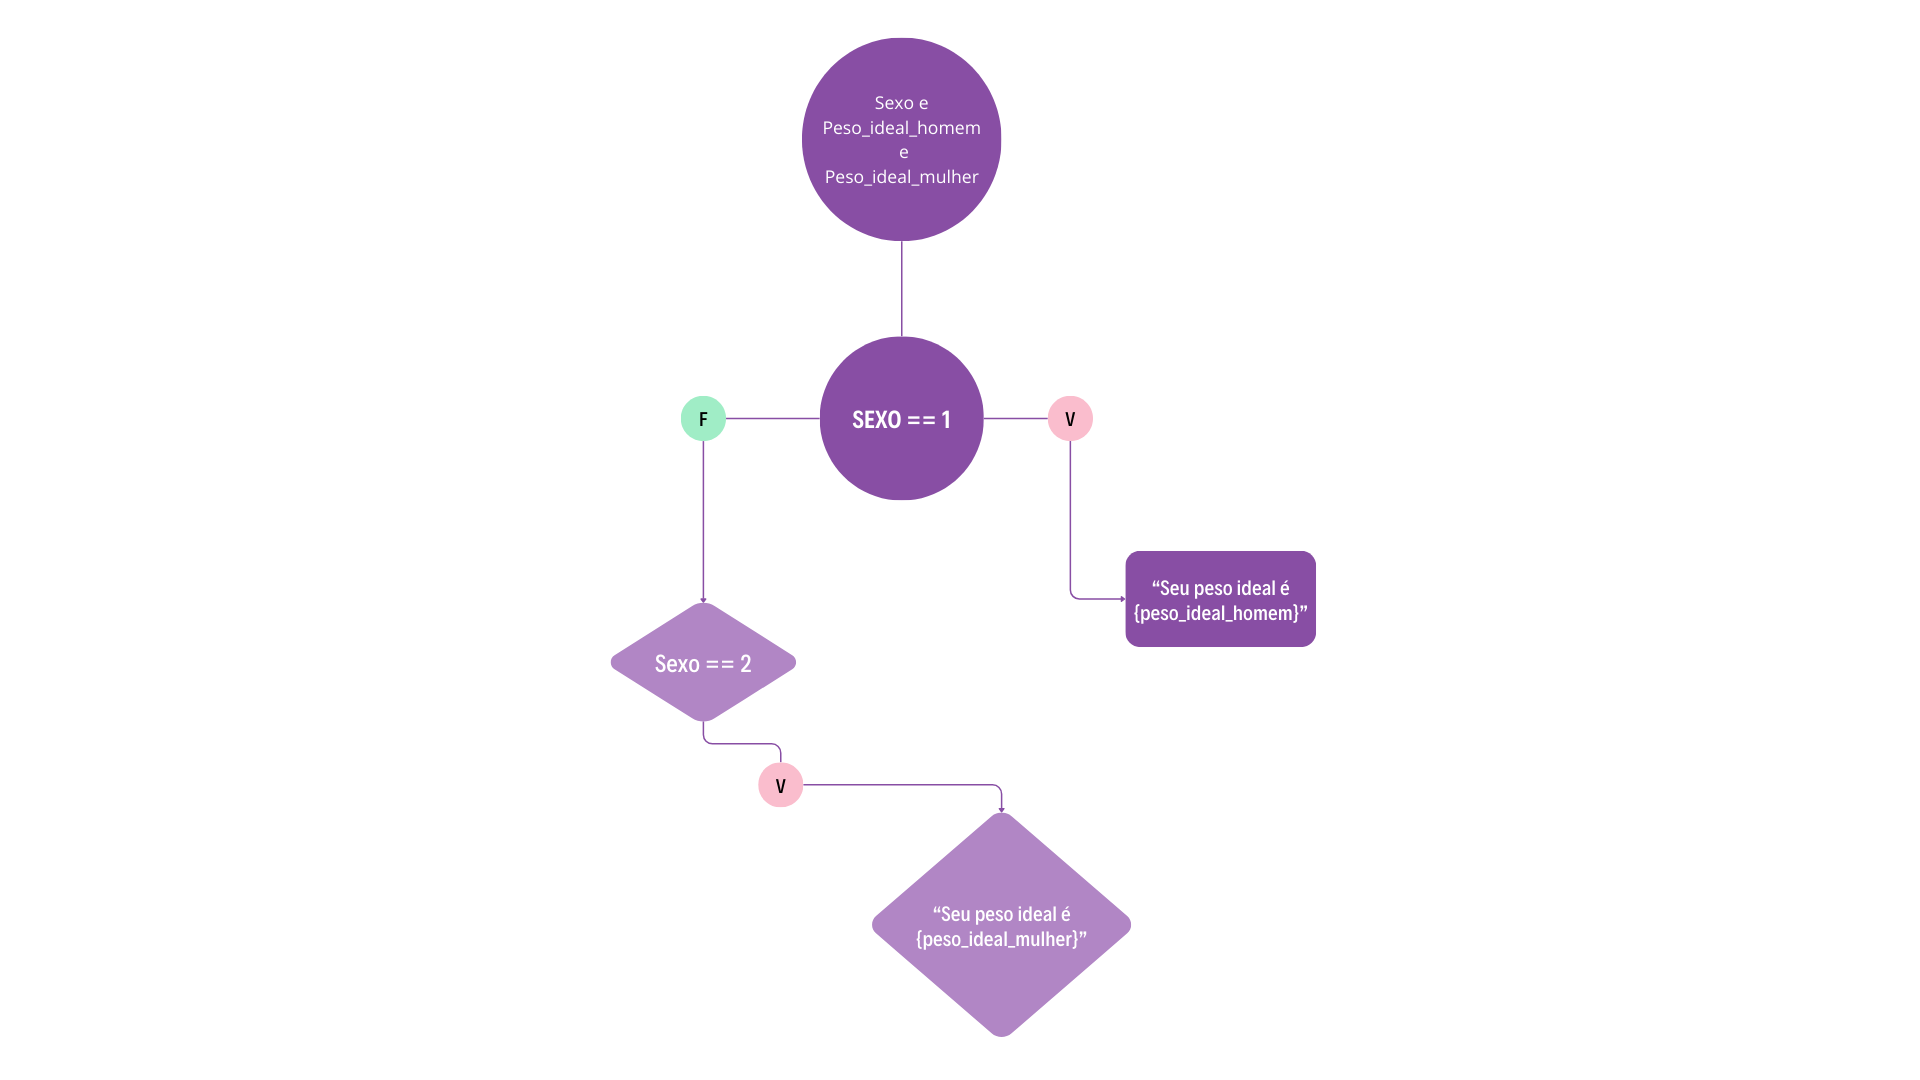 Sexo e
Peso_ideal_homem
e
Peso_ideal_mulher
SEXO == 1
F
V
“Seu peso ideal é
{peso_ideal_homem}”
Sexo == 2
V
“Seu peso ideal é
{peso_ideal_mulher}”